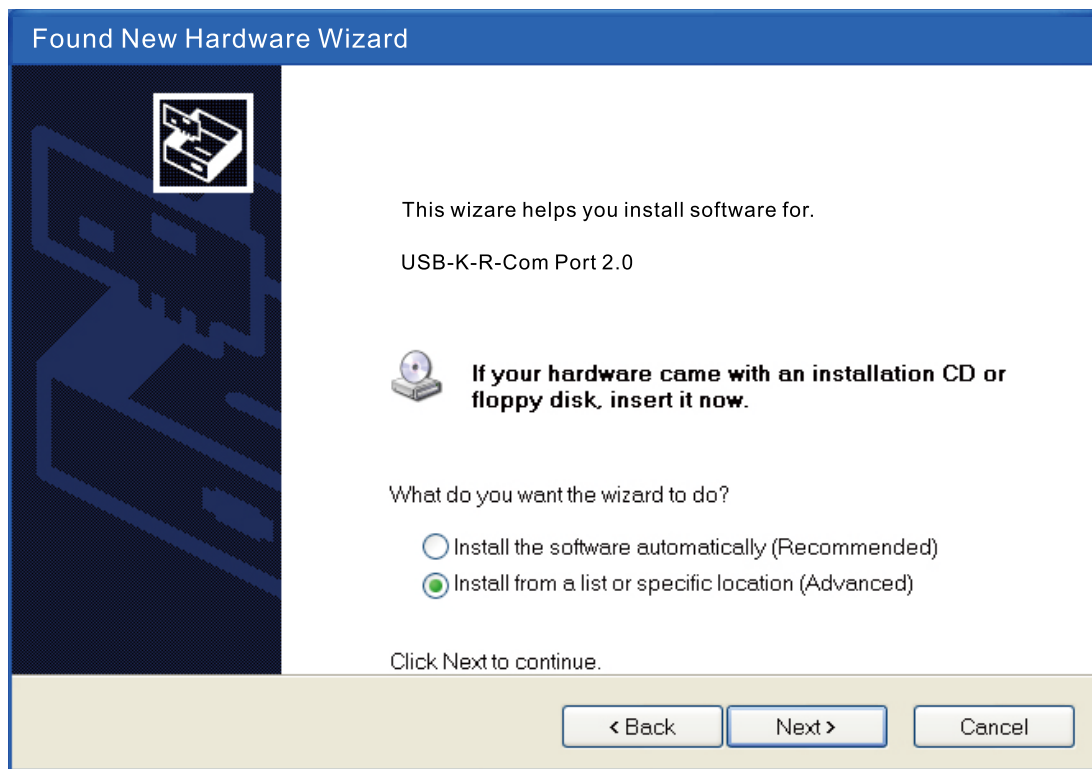 Found New Hardware Wizard
This wizare helps you install software for.
USB-K-R-Com Port 2.0
If your hardware came with an installation CD or
floppy disk, insert it now.
What do you want the wizard to do?
Install the software automatically (Recommended)
Install from a list or specific location (Advanced)
Click Next to continue.
< Back Next > Cancel